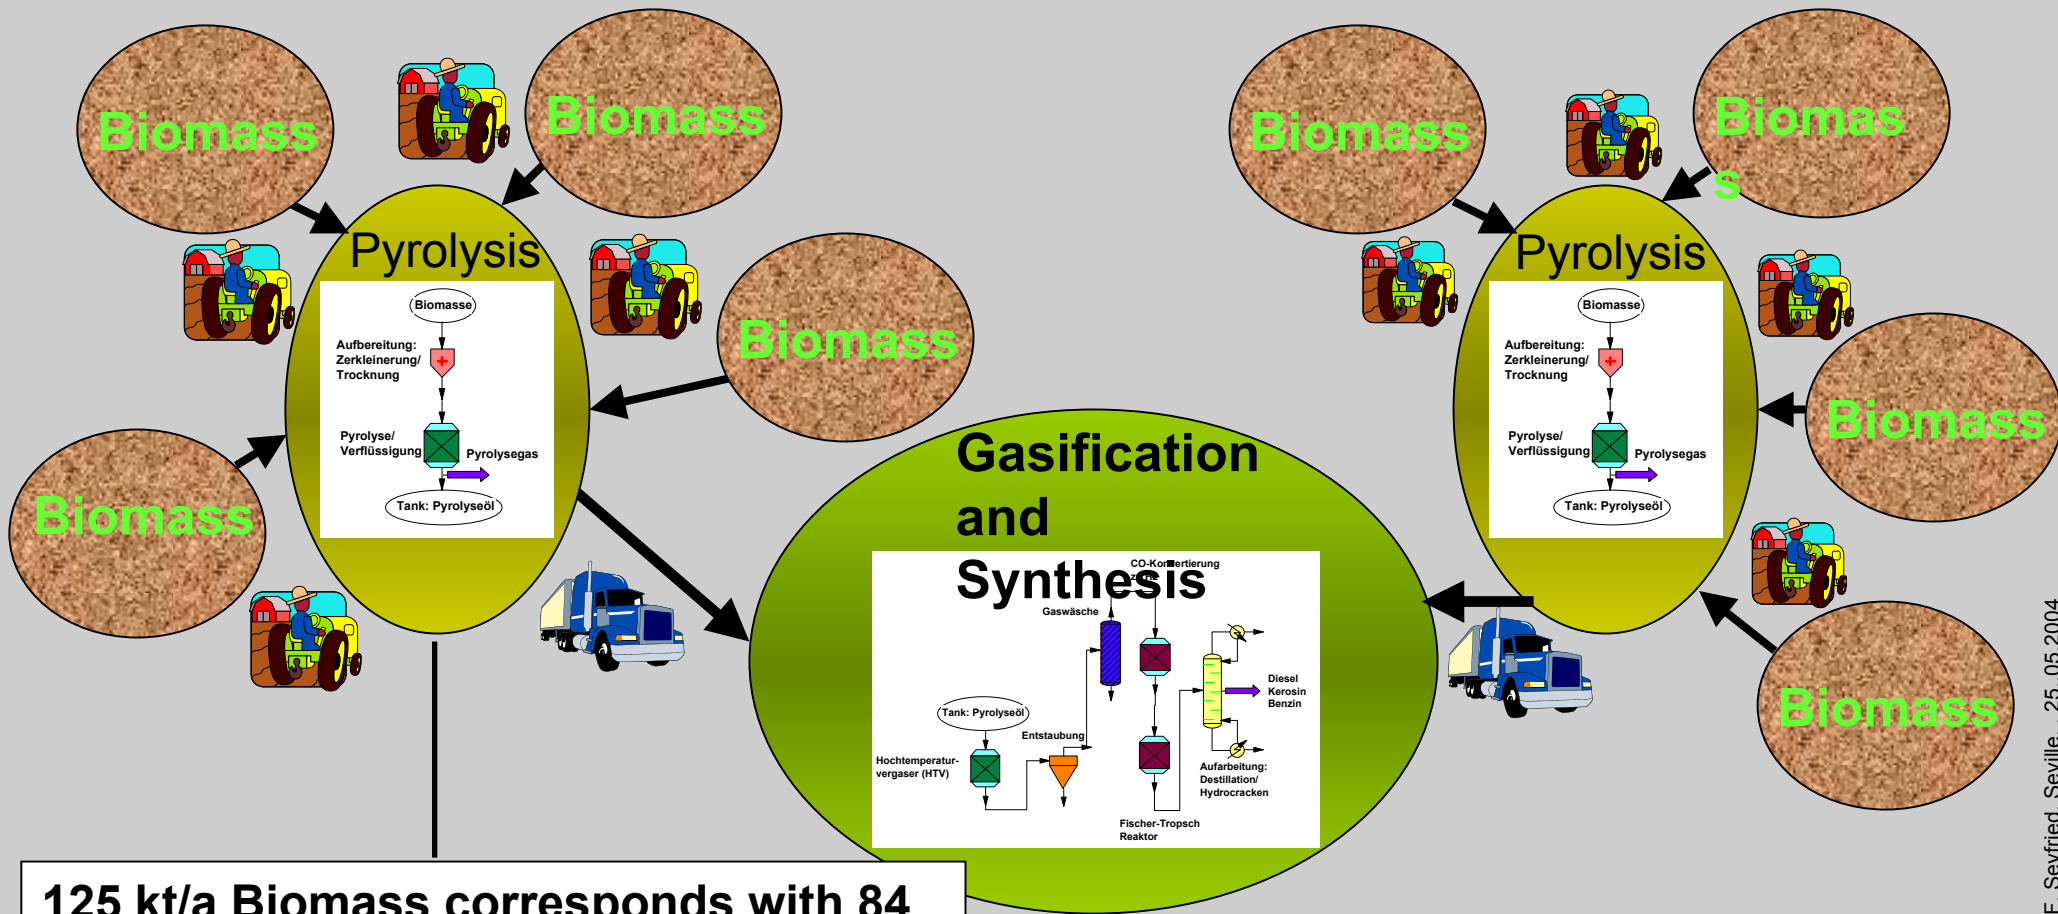 Biomass
Biomass
Biomass
Biomas
s
Pyrolysis
Biomasse
Aufbereitung:
Zerkleinerung/
Trocknung
Pyrolyse/
Verflüssigung
Pyrolysegas
Tank: Pyrolyseöl
Biomass
Biomass
Pyrolysis
Biomasse
Aufbereitung:
Zerkleinerung/
Trocknung
Pyrolyse/
Verflüssigung
Pyrolysegas
Tank: Pyrolyseöl
Biomass
Biomass
Gasification
and
Synthesis
CO-Konvertierung
Gaswäsche
Tank: Pyrolyseöl
Hochtemperatur-
vergaser (HTV)
Entstaubung
Diesel
Kerosin
Benzin
Aufarbeitung:
Destillation/
Hydrocracken
Fischer-Tropsch
Reaktor
125 kt/a Biomass corresponds with 84
F. Seyfried, Seville, , 25..05.2004